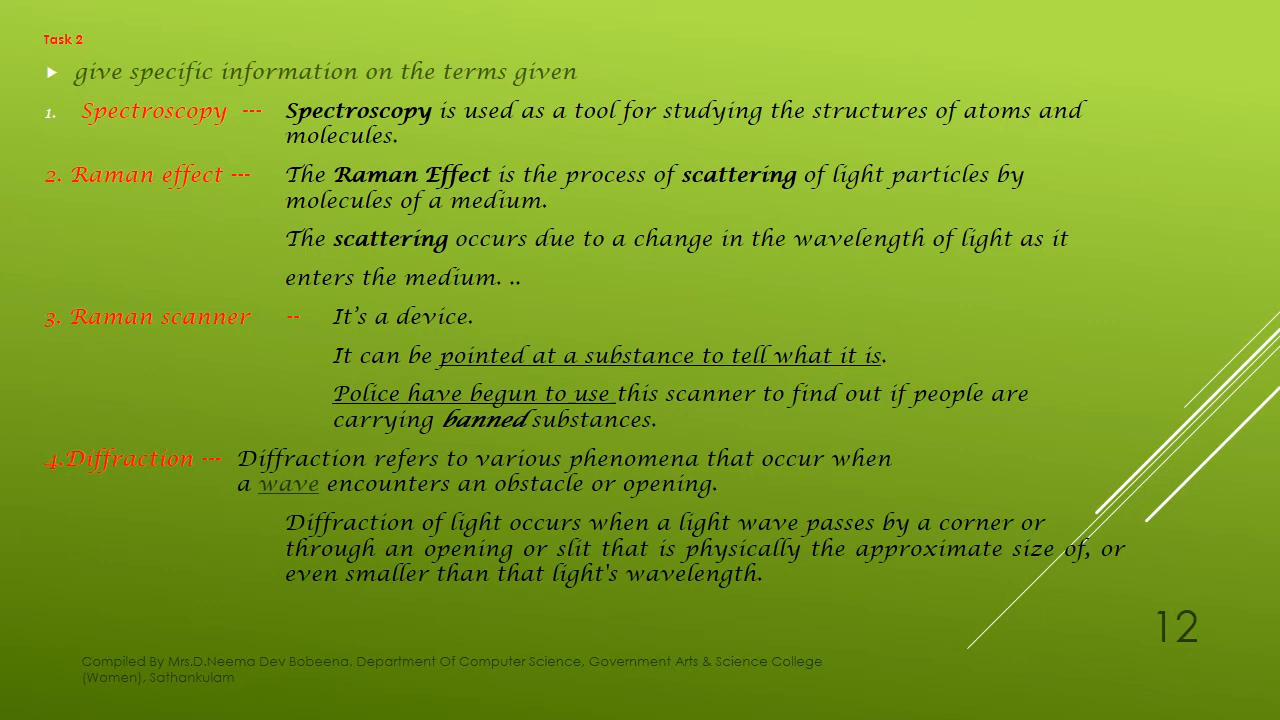 Task 2
give specific information on the terms given
1. Spectroscopy --- Spectroscopy is used as a tool for studying the structures of atoms and
molecules.
2. Raman effect --- The Raman Effect is the process of scattering of light particles by
molecules of a medium.
The scattering occurs due to a change in the wavelength of light as it
enters the medium. ..
3. Raman scanner -- It’s a device.
It can be pointed at a substance to tell what it is.
Police have begun to use this scanner to find out if people are
carrying banned substances.
4.Diffraction --- Diffraction refers to various phenomena that occur when
a wave encounters an obstacle or opening.
Diffraction of light occurs when a light wave passes by a corner or
through an opening or slit that is physically the approximate size of, or
even smaller than that light's wavelength.
12
Compiled By Mrs.D.Neema Dev Bobeena, Department Of Computer Science, Government Arts & Science College
(Women), Sathankulam